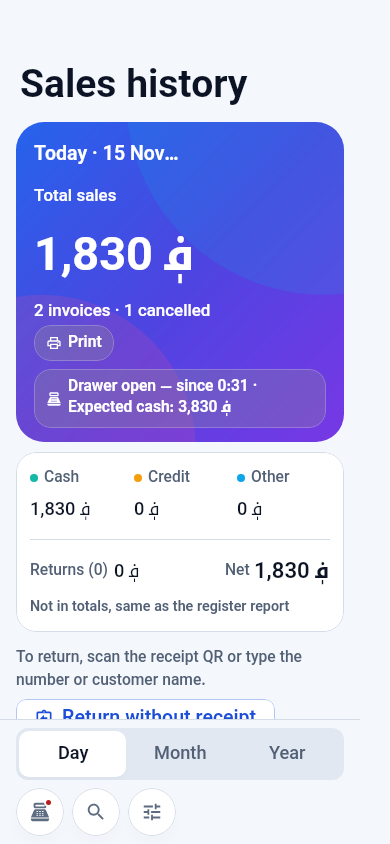 Sales history
Today · 15 Nov…
Total sales
1,830 ؋
2 invoices · 1 cancelled
Print
Drawer open — since 0:31 ·
Expected cash: 3,830 ؋
Cash
Credit
Other
1,830 ؋
0 ؋
0 ؋
Returns (0) 0 ؋
Net 1,830 ؋
Not in totals, same as the register report
To return, scan the receipt QR or type the
number or customer name.
Return without receipt
Day
Month
Year